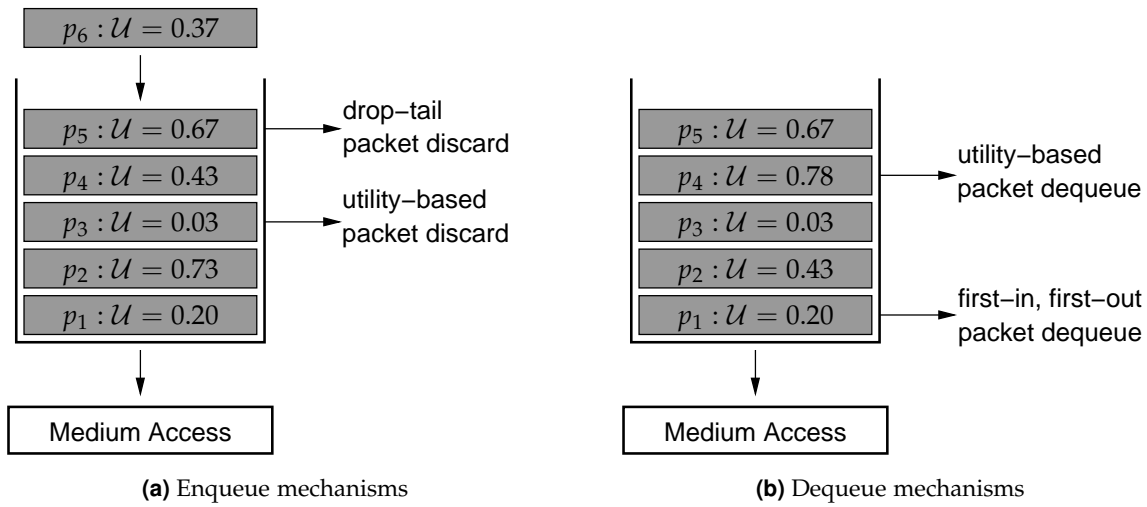 p₆ : U = 0.37
p₅ : U = 0.67
p₄ : U = 0.43
p₃ : U = 0.03
p₂ : U = 0.73
p₁ : U = 0.20
drop−tail
packet discard
utility−based
packet discard
Medium Access
(a) Enqueue mechanisms
p₅ : U = 0.67
p₄ : U = 0.78
p₃ : U = 0.03
p₂ : U = 0.43
p₁ : U = 0.20
utility−based
packet dequeue
first−in, first−out
packet dequeue
Medium Access
(b) Dequeue mechanisms